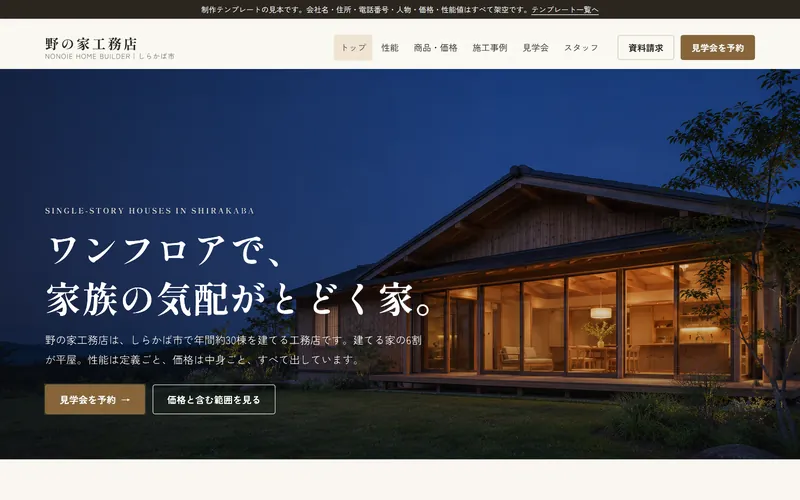 制作テンプレートの見本です。会社名・住所・電話番号・人物・価格・性能値はすべて架空です。テンプレート一覧へ
野の家工務店
NONOIE HOME BUILDER | しらかば市
トップ
性能
商品・価格
施工事例
見学会
スタッフ
資料請求
見学会を予約
SINGLE-STORY HOUSES IN SHIRAKABA
ワンフロアで、
家族の気配がとどく家。
野の家工務店は、しらかば市で年間約30棟を建てる工務店です。建てる家の6割
が平屋。性能は定義ごと、価格は中身ごと、すべて出しています。
見学会を予約 →
価格と含む範囲を見る